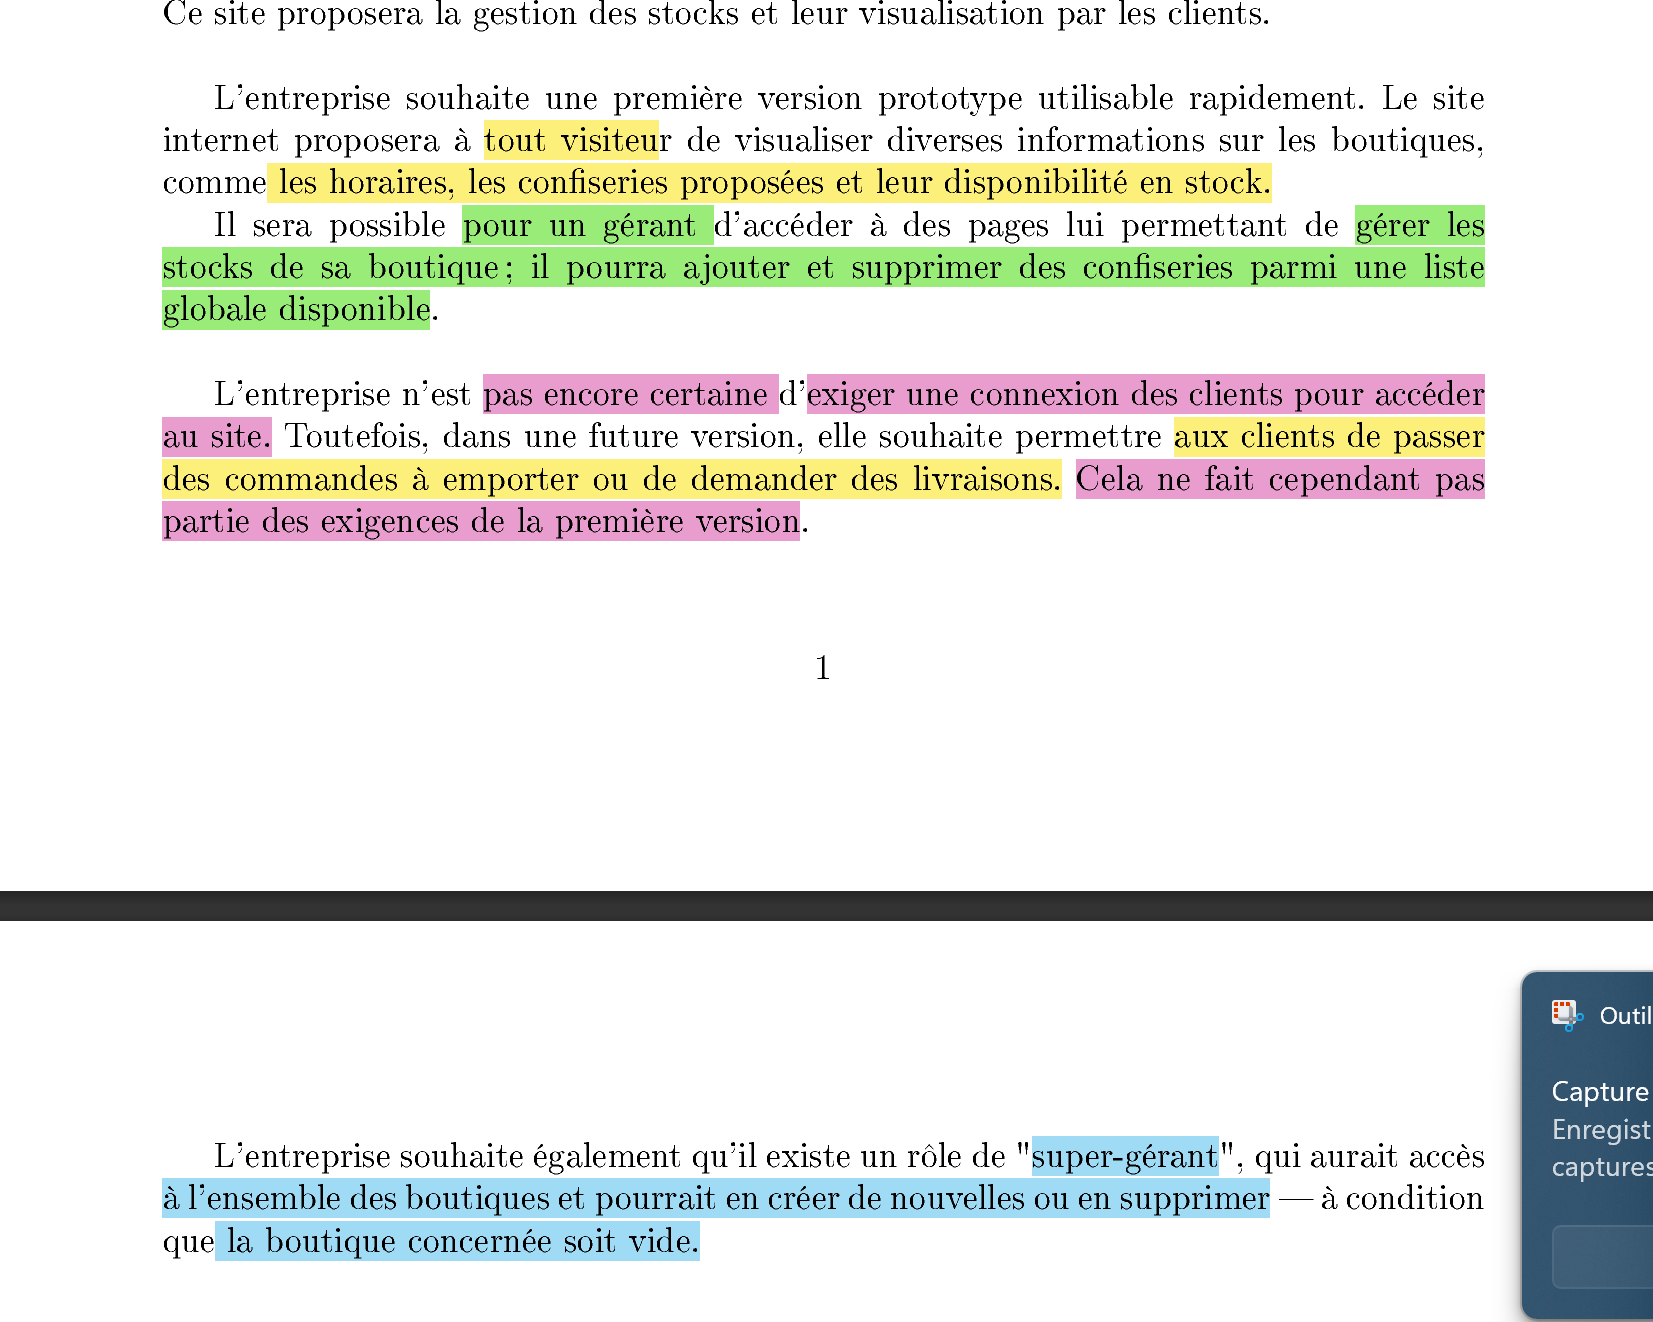 Ce site proposera la gestion des stocks et leur visualisation par les clients.
L'entreprise souhaite une première version prototype utilisable rapidement. Le site
internet proposera à tout visiteur de visualiser diverses informations sur les boutiques,
comme les horaires, les confiseries proposées et leur disponibilité en stock.
Il sera possible pour un gérant d'accéder à des pages lui permettant de gérer les
stocks de sa boutique ; il pourra ajouter et supprimer des confiseries parmi une liste
globale disponible.
L'entreprise n'est pas encore certaine d'exiger une connexion des clients pour accéder
au site. Toutefois, dans une future version, elle souhaite permettre aux clients de passer
des commandes à emporter ou de demander des livraisons. Cela ne fait cependant pas
partie des exigences de la première version.
1
L'entreprise souhaite également qu'il existe un rôle de "super-gérant", qui aurait accès
à l'ensemble des boutiques et pourrait en créer de nouvelles ou en supprimer — à condition
que la boutique concernée soit vide.
Outil
Capture
Enregist
captures